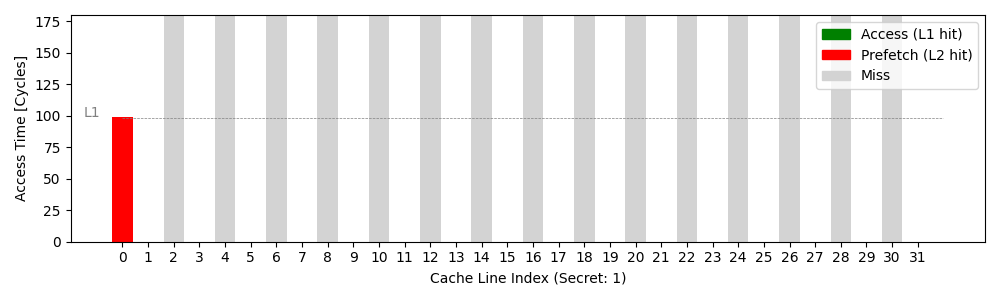 Access Time [Cycles]
175
150
125
100
75
50
25
0
L1
Access (L1 hit)
Prefetch (L2 hit)
Miss
0 1 2 3 4 5 6 7 8 9 10 11 12 13 14 15 16 17 18 19 20 21 22 23 24 25 26 27 28 29 30 31
Cache Line Index (Secret: 1)